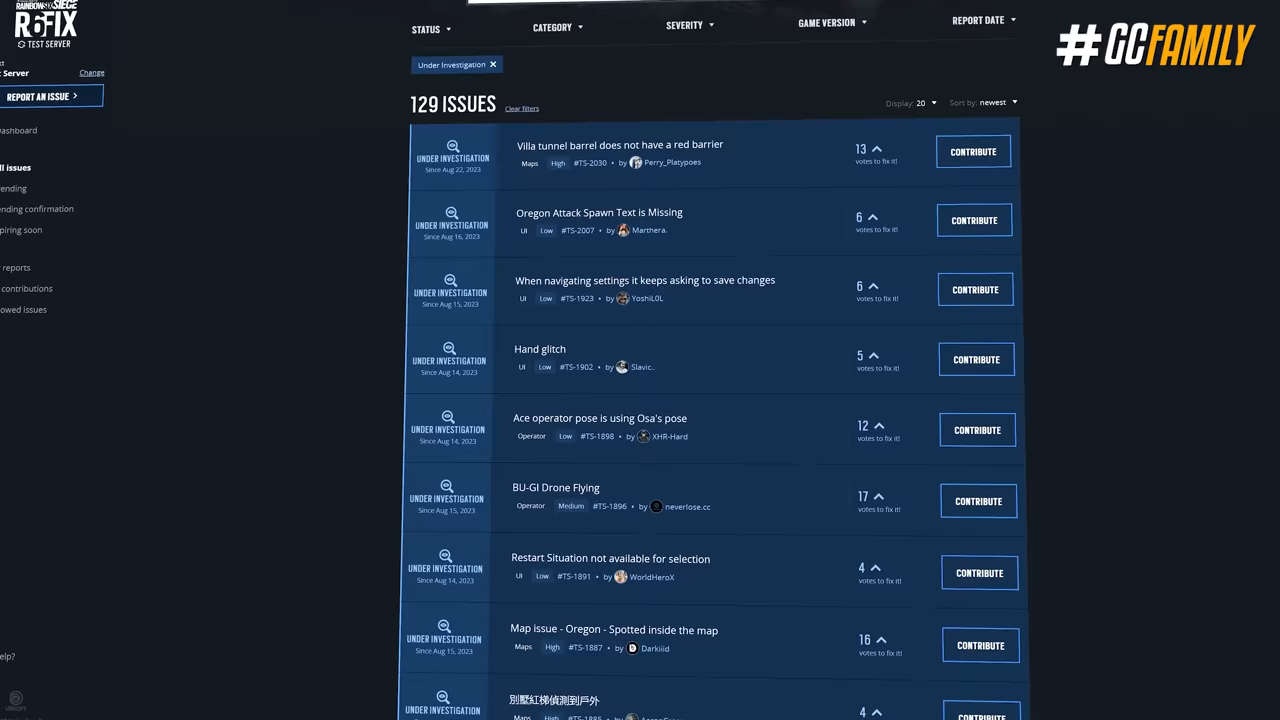 RAINBOWSIX SIEGE
R6FIX
TEST SERVER
t Server
Change
REPORT AN ISSUE >
ashboard
ll issues
ending
ending confirmation
piring soon
reports
contributions
owed issues
elp?
UBISOFT
#GCFAMILY
STATUS
CATEGORY
SEVERITY
GAME VERSION
REPORT DATE
Under Investigation ×
129 ISSUES
Clear filters
Display: 20
Sort by: newest
UNDER INVESTIGATION
Since Aug 22, 2023
Villa tunnel barrel does not have a red barrier
Maps High #TS-2030 • by Perry_Platypoes
13
votes to fix it!
CONTRIBUTE
UNDER INVESTIGATION
Since Aug 16, 2023
Oregon Attack Spawn Text is Missing
UI Low #TS-2007 • by Marthera.
6
votes to fix it!
CONTRIBUTE
UNDER INVESTIGATION
Since Aug 15, 2023
When navigating settings it keeps asking to save changes
UI Low #TS-1923 • by YoshiL0L
6
votes to fix it!
CONTRIBUTE
UNDER INVESTIGATION
Since Aug 14, 2023
Hand glitch
UI Low #TS-1902 • by Slavic..
5
votes to fix it!
CONTRIBUTE
UNDER INVESTIGATION
Since Aug 14, 2023
Ace operator pose is using Osa's pose
Operator Low #TS-1898 • by XHR-Hard
12
votes to fix it!
CONTRIBUTE
UNDER INVESTIGATION
Since Aug 15, 2023
BU-GI Drone Flying
Operator Medium #TS-1896 • by neverlose.cc
17
votes to fix it!
CONTRIBUTE
UNDER INVESTIGATION
Since Aug 14, 2023
Restart Situation not available for selection
UI Low #TS-1891 • by WorldHeroX
4
votes to fix it!
CONTRIBUTE
UNDER INVESTIGATION
Since Aug 15, 2023
Map issue - Oregon - Spotted inside the map
Maps High #TS-1887 • by Darkiiid
16
votes to fix it!
CONTRIBUTE
UNDER INVESTIGATION
別墅紅梯偵測到戶外
Maps High #TS-1885 • by
4
CONTRIBUTE